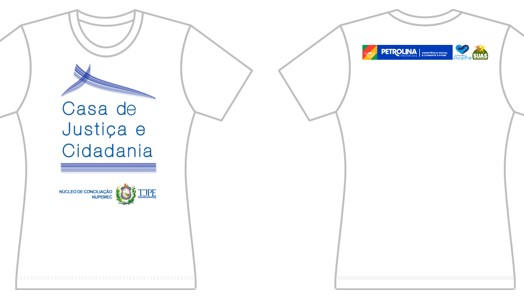 Casa de
Justiça e
Cidadania
NÚCLEO DE CONCILIAÇÃO
NUPEMEC
TJPE
PETROLINA
SUAS